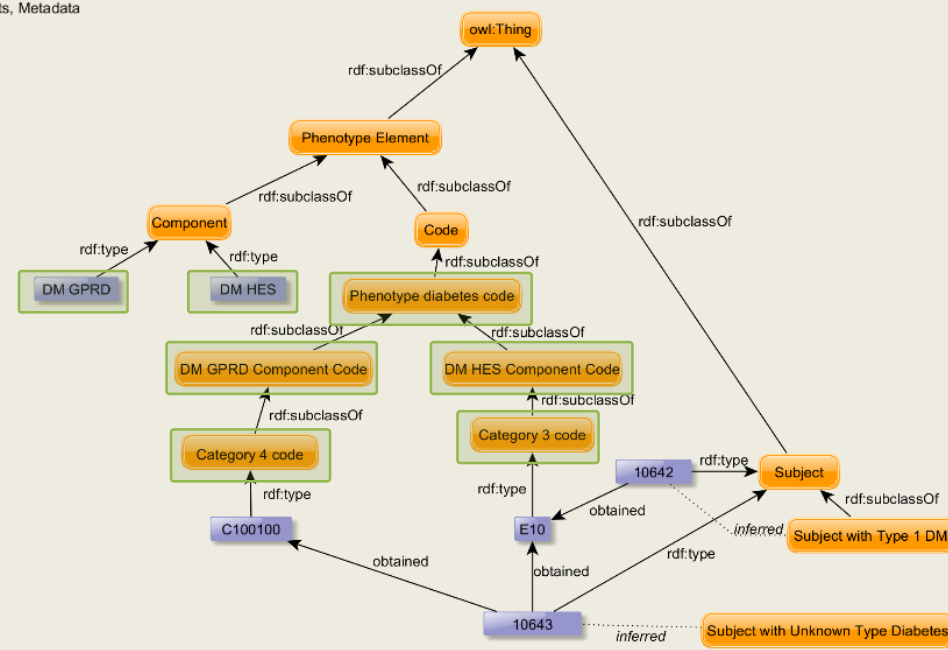 ts, Metadata
owl:Thing
rdf:subclassOf
Phenotype Element
rdf:subclassOf
rdf:subclassOf
rdf:subclassOf
Component
Code
rdf:type
rdf:type
rdf:subclassOf
DM GPRD
DM HES
Phenotype diabetes code
rdf:subclassOf
rdf:subclassOf
DM GPRD Component Code
DM HES Component Code
rdf:subclassOf
rdf:subclassOf
Category 4 code
Category 3 code
rdf:type
10642
Subject
rdf:type
rdf:type
rdf:subclassOf
obtained
C100100
E10
inferred
Subject with Type 1 DM
rdf:type
obtained
obtained
10643
inferred
Subject with Unknown Type Diabetes